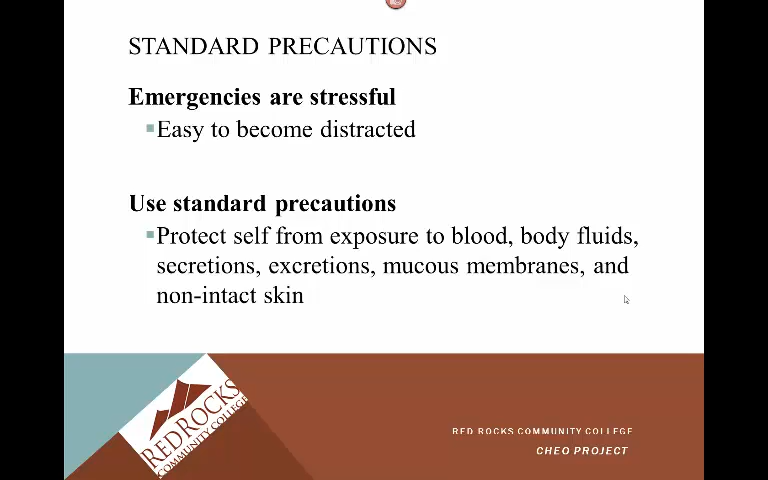 STANDARD PRECAUTIONS
Emergencies are stressful
Easy to become distracted
Use standard precautions
Protect self from exposure to blood, body fluids,
secretions, excretions, mucous membranes, and
non-intact skin
RED ROCKS
COMMUNITY COLLEGE
RED ROCKS COMMUNITY COLLEGE
CHEO PROJECT